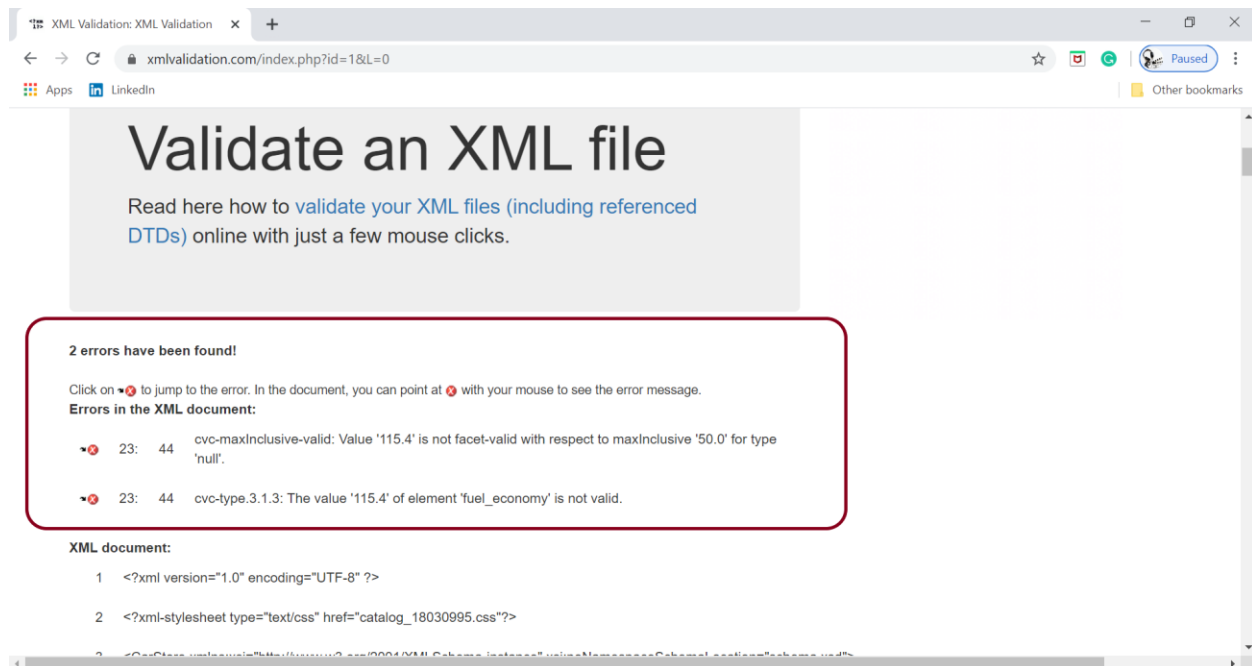 XML Validation: XML Validation
xmlvalidation.com/index.php?id=1&L=0
Paused
Apps LinkedIn Other bookmarks
Validate an XML file
Read here how to validate your XML files (including referenced
DTDs) online with just a few mouse clicks.
2 errors have been found!
Click on to jump to the error. In the document, you can point at with your mouse to see the error message.
Errors in the XML document:
23: 44 cvc-maxInclusive-valid: Value '115.4' is not facet-valid with respect to maxInclusive '50.0' for type
'null'.
23: 44 cvc-type.3.1.3: The value '115.4' of element 'fuel_economy' is not valid.
XML document:
1 <?xml version="1.0" encoding="UTF-8" ?>
2 <?xml-stylesheet type="text/css" href="catalog_18030995.css"?>